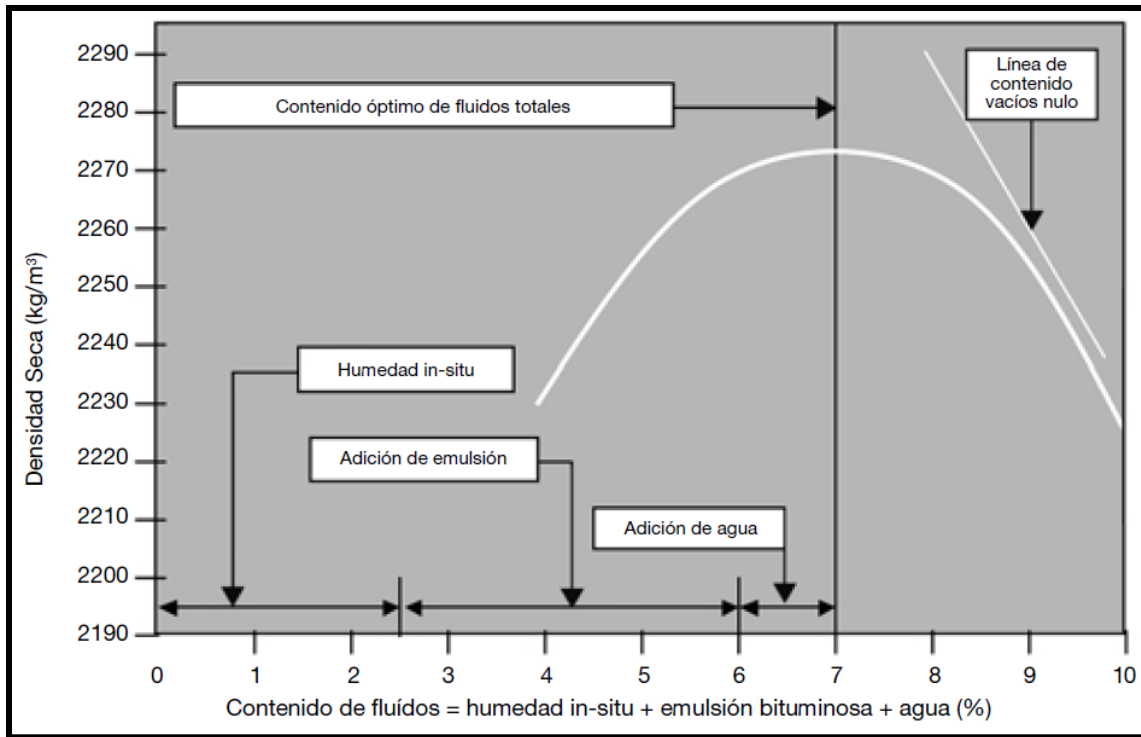 2290
2280
2270
2260
2250
2240
2230
2220
2210
2200
2190
Densidad Seca (kg/m³)
Contenido óptimo de fluidos totales
Línea de
contenido
vacíos nulo
Humedad in-situ
Adición de emulsión
Adición de agua
0 1 2 3 4 5 6 7 8 9 10
Contenido de fluídos = humedad in-situ + emulsión bituminosa + agua (%)